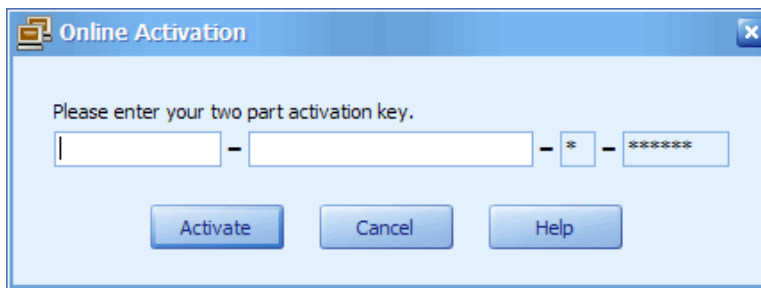 Online Activation
Please enter your two part activation key.
– – * – ******
Activate Cancel Help